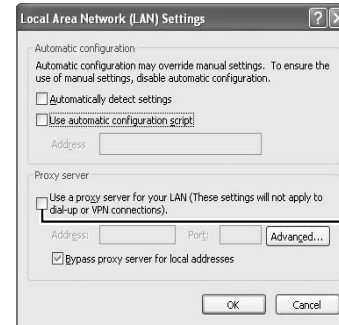 Local Area Network (LAN) Settings
Automatic configuration
Automatic configuration may override manual settings. To ensure the
use of manual settings, disable automatic configuration.
Automatically detect settings
Use automatic configuration script
Address
Proxy server
Use a proxy server for your LAN (These settings will not apply to
dial-up or VPN connections).
Address:
Port:
Advanced...
Bypass proxy server for local addresses
OK
Cancel